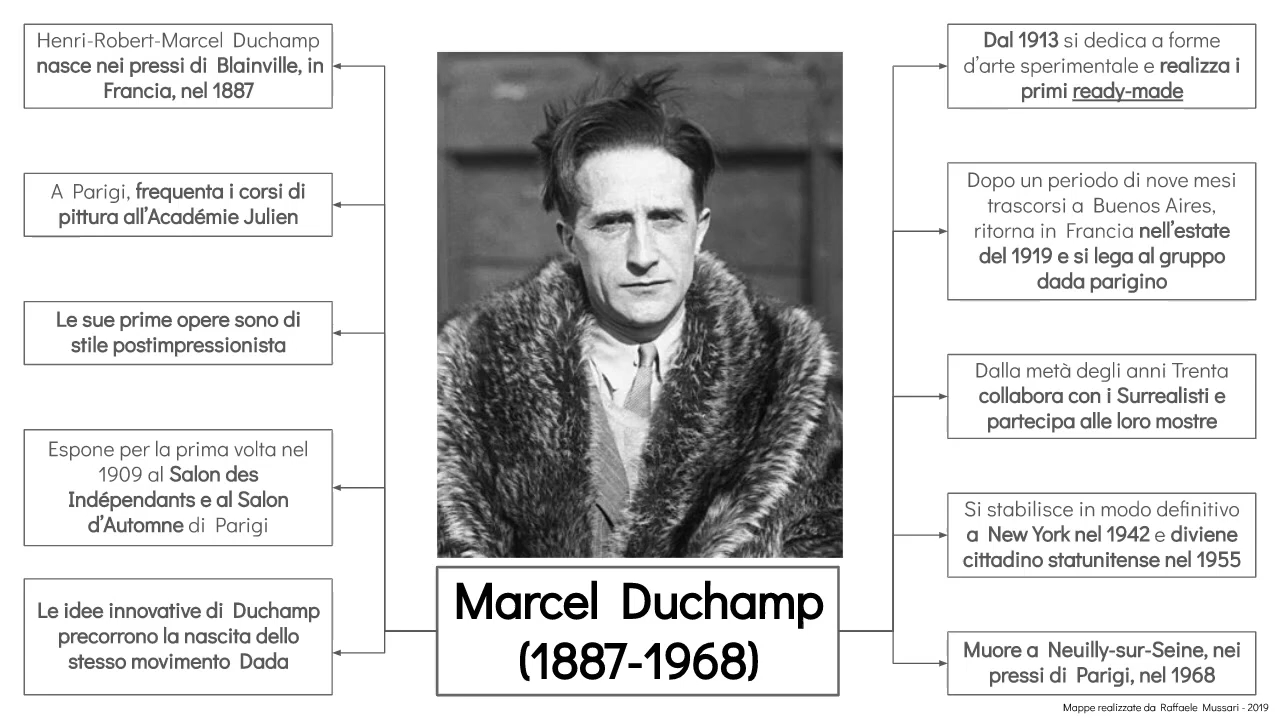 Henri-Robert-Marcel Duchamp
nasce nei pressi di Blainville, in
Francia, nel 1887
A Parigi, frequenta i corsi di
pittura all'Académie Julien
Le sue prime opere sono di
stile postimpressionista
Espone per la prima volta nel
1909 al Salon des
Indépendants e al Salon
d'Automne di Parigi
Le idee innovative di Duchamp
precorrono la nascita dello
stesso movimento Dada
Marcel Duchamp
(1887-1968)
Dal 1913 si dedica a forme
d'arte sperimentale e realizza i
primi ready-made
Dopo un periodo di nove mesi
trascorsi a Buenos Aires,
ritorna in Francia nell'estate
del 1919 e si lega al gruppo
dada parigino
Dalla metà degli anni Trenta
collabora con i Surrealisti e
partecipa alle loro mostre
Si stabilisce in modo definitivo
a New York nel 1942 e diviene
cittadino statunitense nel 1955
Muore a Neuilly-sur-Seine, nei
pressi di Parigi, nel 1968
Mappe realizzate da Raffaele Mussari - 2019